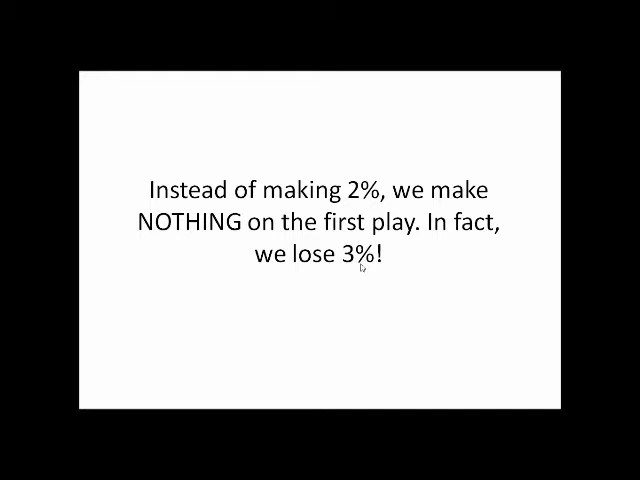 Instead of making 2%, we make
NOTHING on the first play. In fact,
we lose 3%!